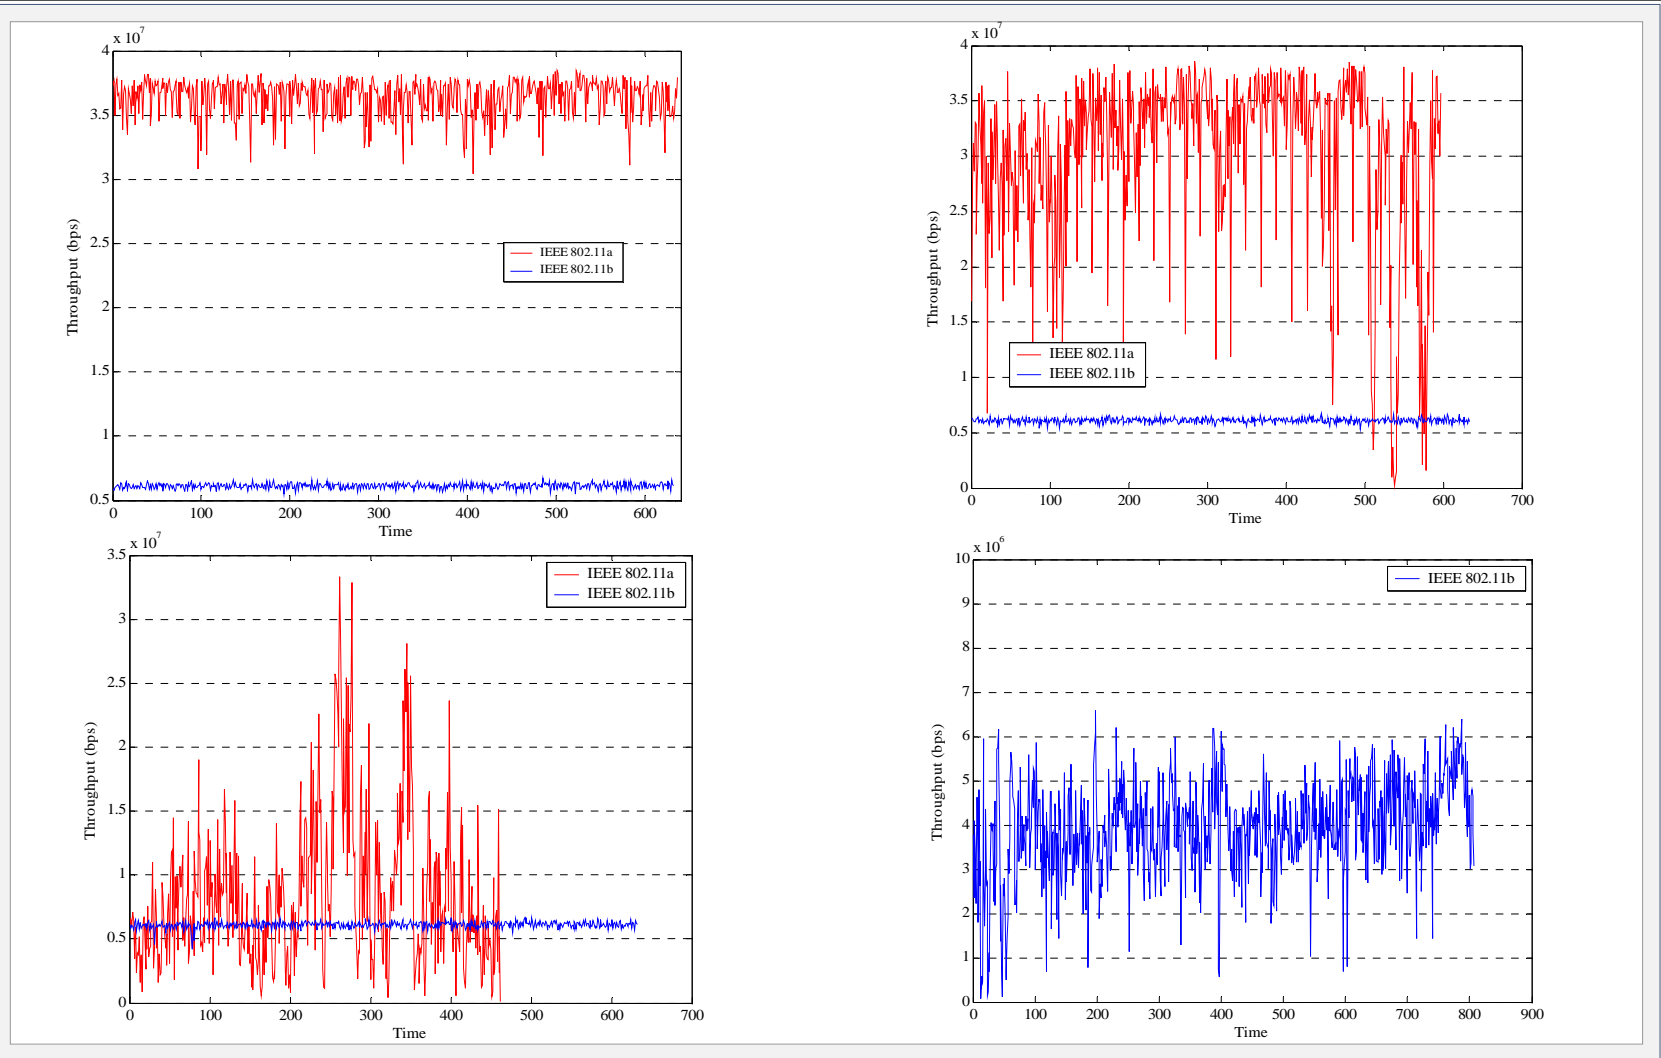 x 10^7
4
3.5
3
2.5
2
1.5
1
0.5
Throughput (bps)
IEEE 802.11a
IEEE 802.11b
0 100 200 300 400 500 600
Time
x 10^7
4
3.5
3
2.5
2
1.5
1
0.5
0
Throughput (bps)
IEEE 802.11a
IEEE 802.11b
0 100 200 300 400 500 600 700
Time
x 10^7
3.5
3
2.5
2
1.5
1
0.5
0
Throughput (bps)
IEEE 802.11a
IEEE 802.11b
0 100 200 300 400 500 600 700
Time
x 10^6
10
9
8
7
6
5
4
3
2
1
0
Throughput (bps)
IEEE 802.11b
0 100 200 300 400 500 600 700 800 900
Time